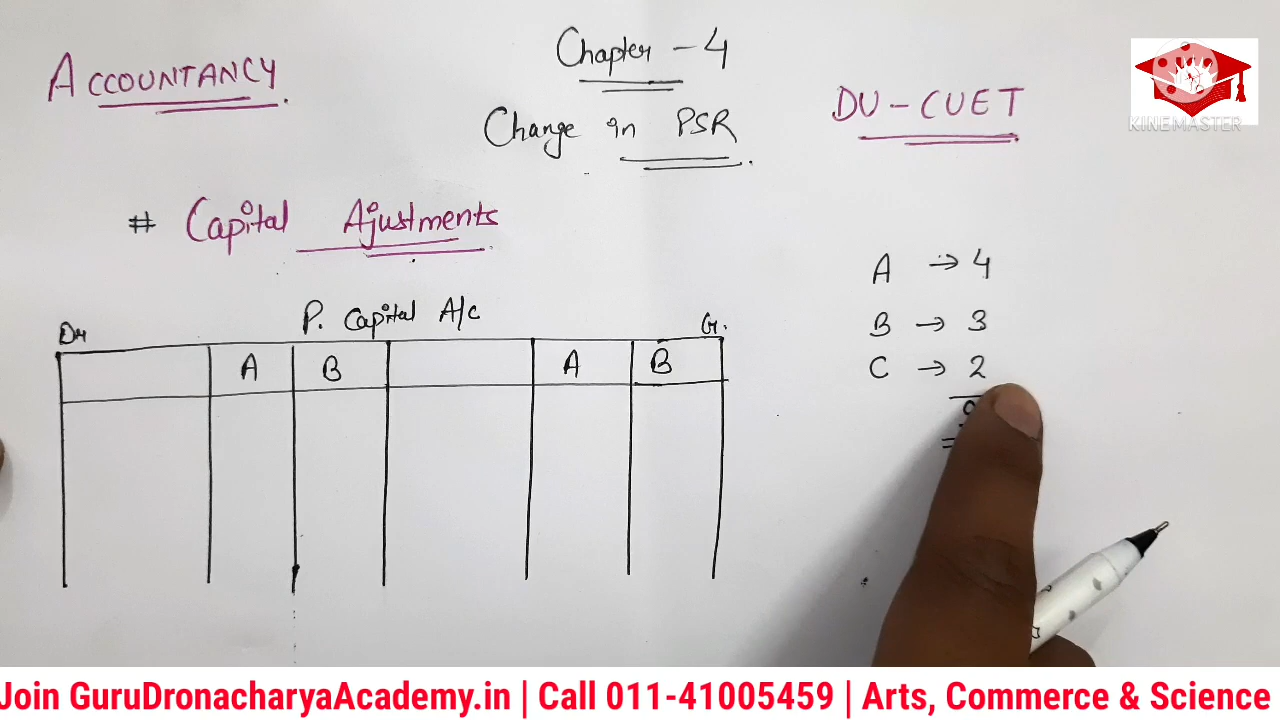 ACCOUNTANCY
Chapter - 4
Change in PSR
DU - CUET
KINEMASTER
# Capital Ajustments
P. Capital A/c
Dr
Cr.
A B A B
A → 4
B → 3
C → 2
9
Join GuruDronacharyaAcademy.in | Call 011-41005459 | Arts, Commerce & Science